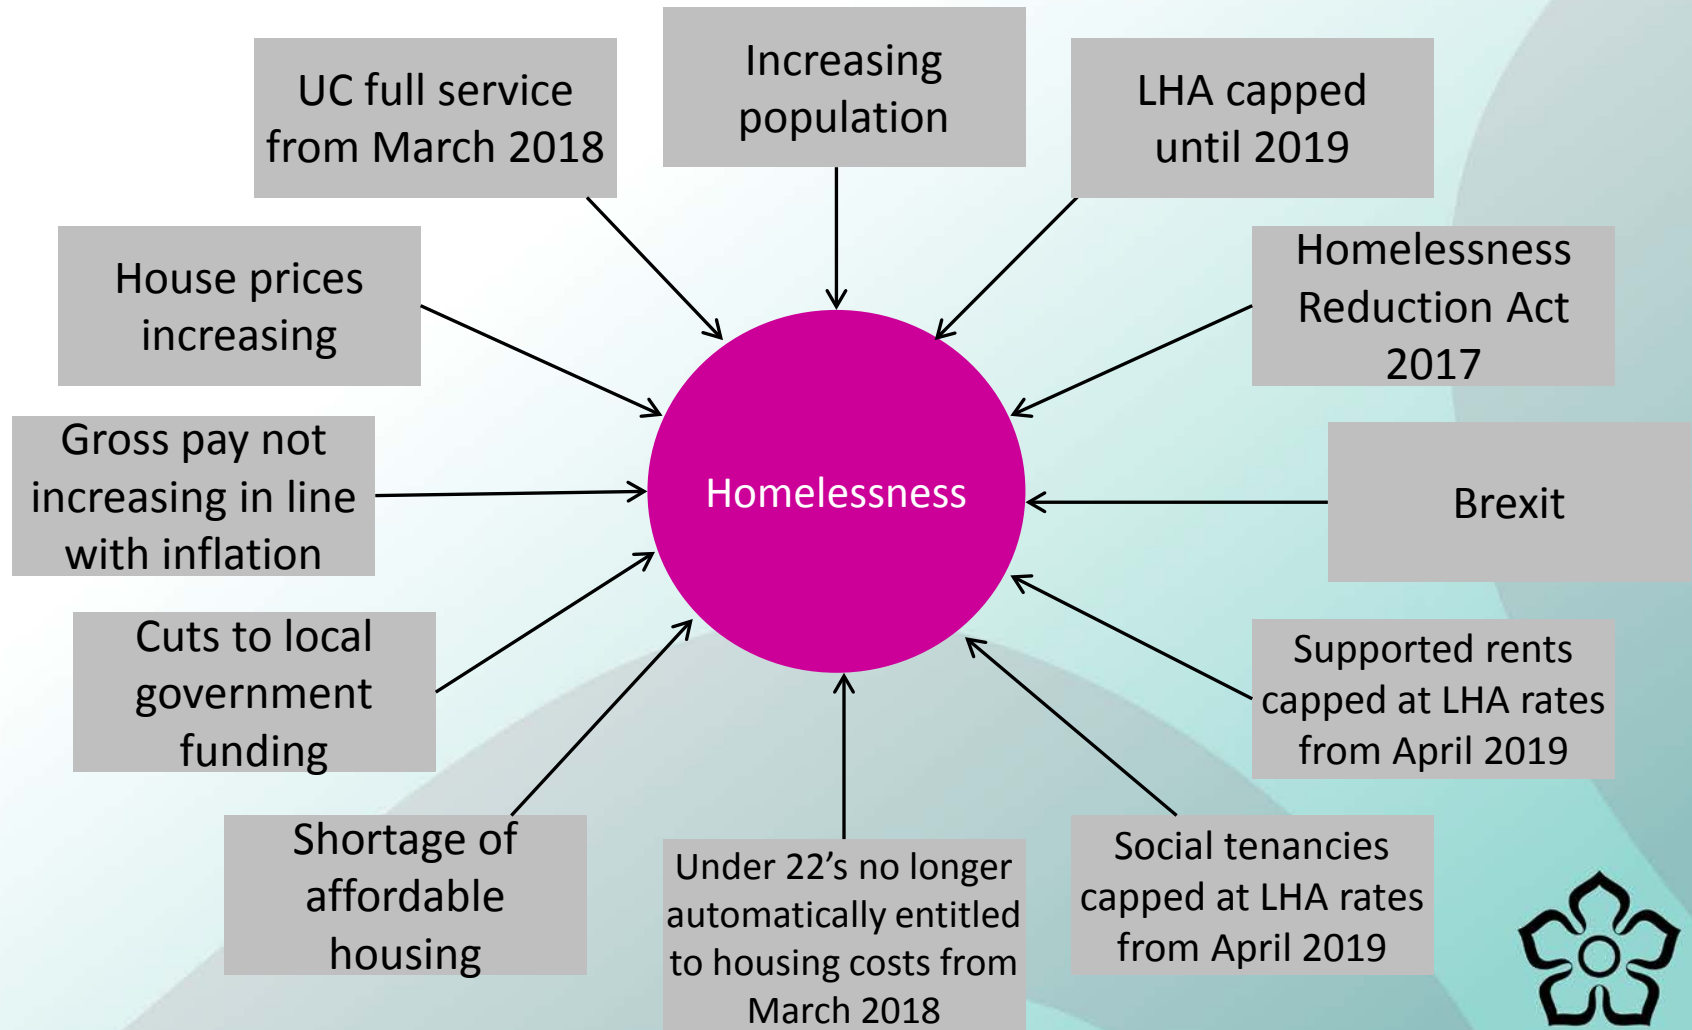 Increasing
population
UC full service
from March 2018
LHA capped
until 2019
House prices
increasing
Homelessness
Reduction Act
2017
Gross pay not
increasing in line
with inflation
Homelessness
Brexit
Cuts to local
government
funding
Supported rents
capped at LHA rates
from April 2019
Shortage of
affordable
housing
Under 22's no longer
automatically entitled
to housing costs from
March 2018
Social tenancies
capped at LHA rates
from April 2019